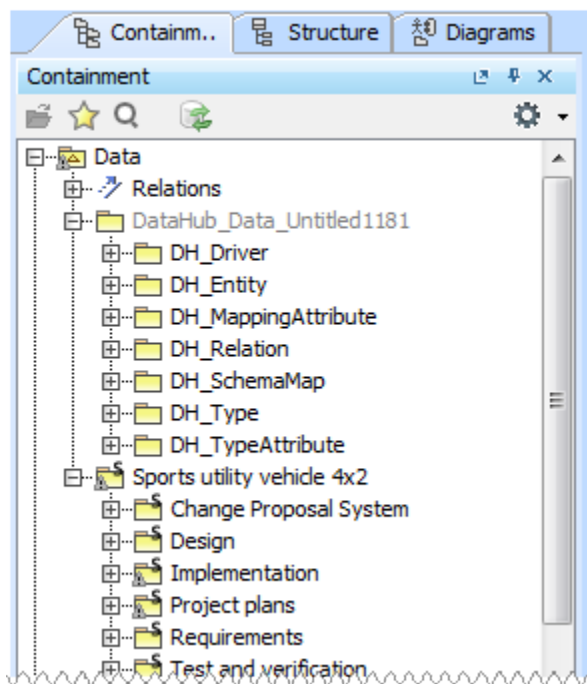 Containm.. Structure Diagrams
Containment
Data
Relations
DataHub_Data_Untitled1181
DH_Driver
DH_Entity
DH_MappingAttribute
DH_Relation
DH_SchemaMap
DH_Type
DH_TypeAttribute
S Sports utility vehicle 4x2
S Change Proposal System
S Design
S Implementation
S Project plans
S Requirements
S Test and verification